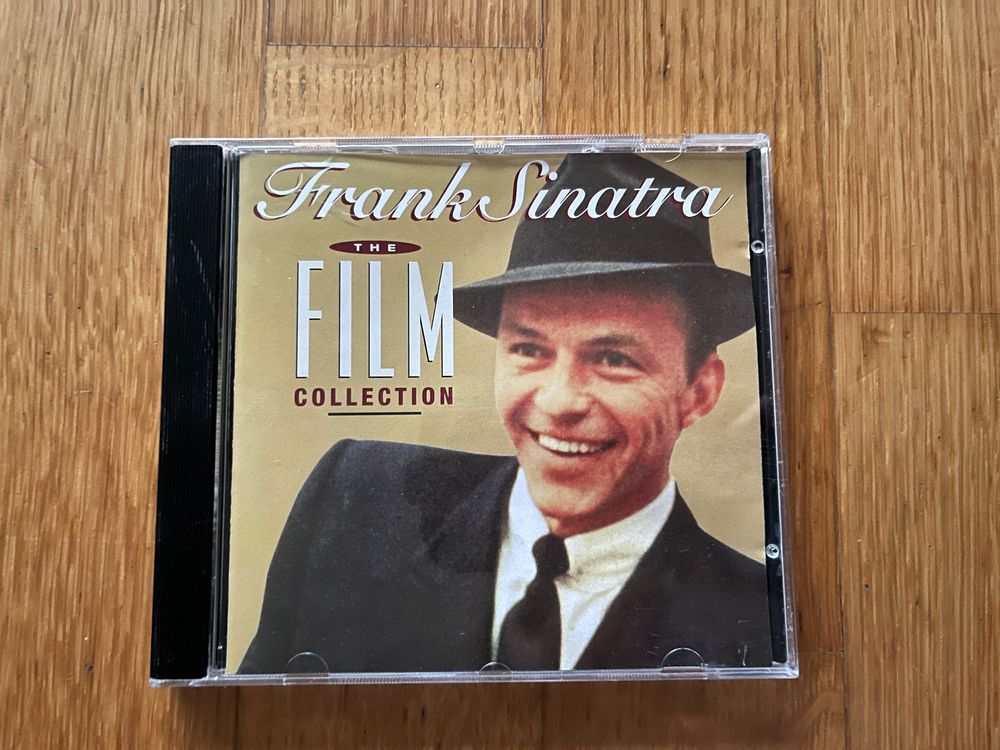 Frank Sinatra
THE
FILM
COLLECTION